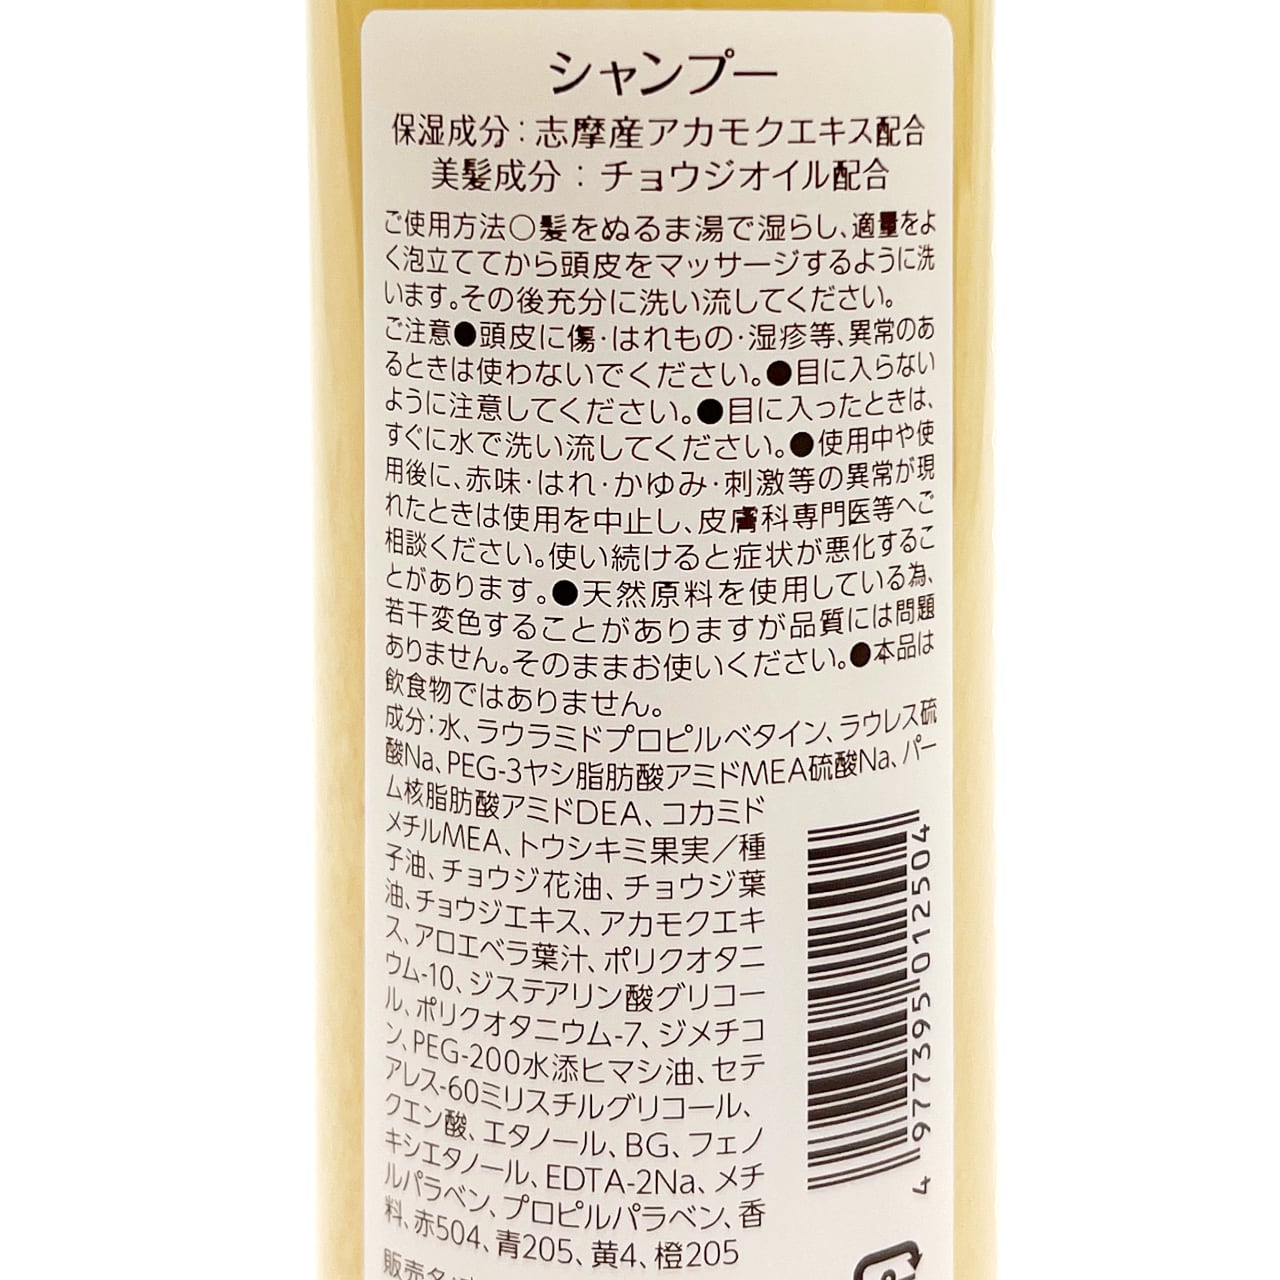 シャンプー
保湿成分：志摩産アカモクエキス配合
美髪成分：チョウジオイル配合
ご使用方法○髪をぬるま湯で湿らし、適量をよ
く泡立ててから頭皮をマッサージするように洗
います。その後充分に洗い流してください。
ご注意●頭皮に傷・はれもの・湿疹等、異常のあ
るときは使わないでください。●目に入らない
ように注意してください。●目に入ったときは、
すぐに水で洗い流してください。●使用中や使
用後に、赤味・はれ・かゆみ・刺激等の異常が現
れたときは使用を中止し、皮膚科専門医等へご
相談ください。使い続けると症状が悪化するこ
とがあります。●天然原料を使用している為、
若干変色することがありますが品質には問題
ありません。そのままお使いください。●本品は
飲食物ではありません。
成分：水、ラウラミドプロピルベタイン、ラウレス硫
酸Na、PEG-3ヤシ脂肪酸アミドMEA硫酸Na、パー
ム核脂肪酸アミドDEA、コカミド
メチルMEA、トウシキミ果実／種
子油、チョウジ花油、チョウジ葉
油、チョウジエキス、アカモクエキ
ス、アロエベラ葉汁、ポリクオタニ
ウム-10、ジステアリン酸グリコー
ル、ポリクオタニウム-7、ジメチコ
ン、PEG-200水添ヒマシ油、セテ
アレス-60ミリスチルグリコール、
クエン酸、エタノール、BG、フェノ
キシエタノール、EDTA-2Na、メチ
ルパラベン、プロピルパラベン、香
料、赤504、青205、黄4、橙205
販売名：
4 977395 012504